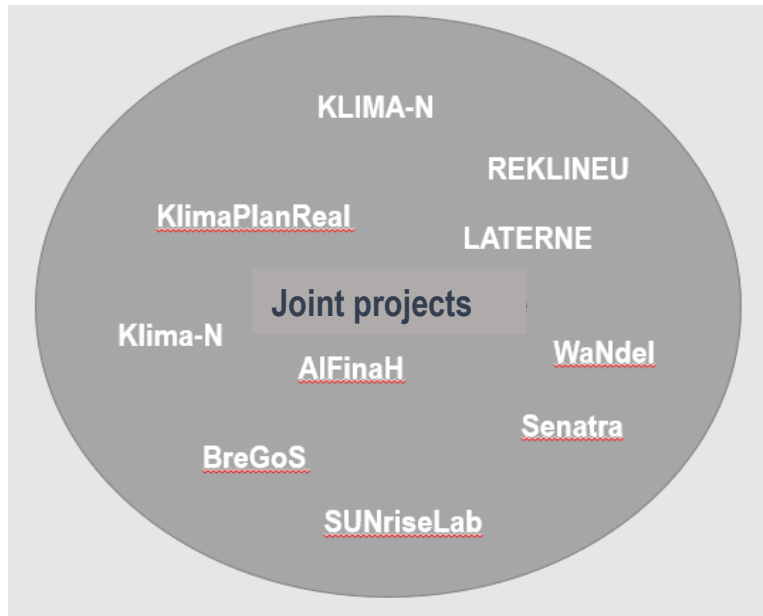 KLIMA-N
REKLINEU
KlimaPlanReal
LATERNE
Joint projects
Klima-N
WaNdel
AlFinaH
Senatra
BreGoS
SUNriseLab